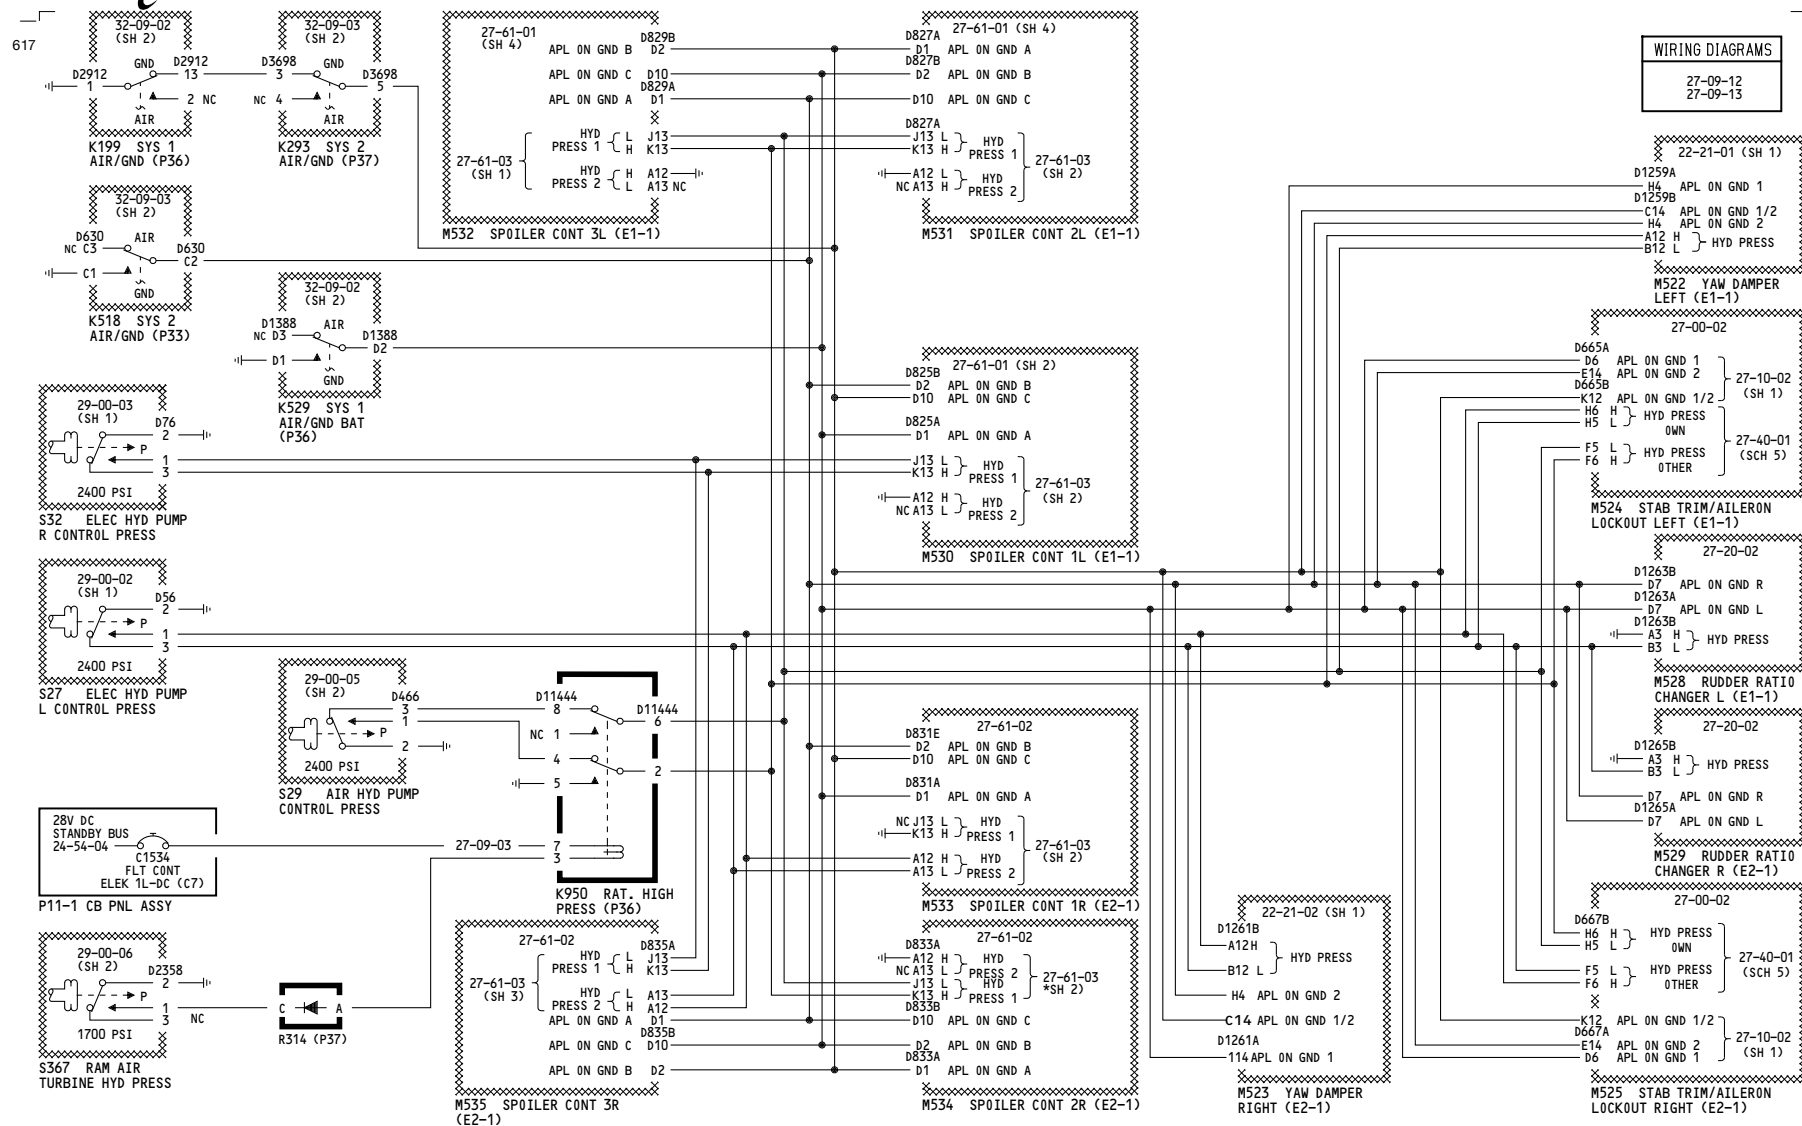 617
32-09-02
(SH 2)
GND
D2912 D2912
1 13
2 NC
AIR
K199 SYS 1
AIR/GND (P36)
32-09-03
(SH 2)
GND
D3698 D3698
3 5
NC 4
AIR
K293 SYS 2
AIR/GND (P37)
32-09-03
(SH 2)
D630 AIR D630
NC C3 C2
C1
GND
K518 SYS 2
AIR/GND (P33)
32-09-02
(SH 2)
D1388 AIR D1388
NC D3 D2
D1
GND
K529 SYS 1
AIR/GND BAT
(P36)
29-00-03
(SH 1)
D76
2
P
1
3
2400 PSI
S32 ELEC HYD PUMP
R CONTROL PRESS
29-00-02
(SH 1)
D56
2
P
1
3
2400 PSI
S27 ELEC HYD PUMP
L CONTROL PRESS
29-00-05
(SH 2)
D466
3
1
P
2
2400 PSI
S29 AIR HYD PUMP
CONTROL PRESS
28V DC
STANDBY BUS
24-54-04
C1534
FLT CONT
ELEK 1L-DC (C7)
P11-1 CB PNL ASSY
27-09-03
D11444 D11444
8 6
NC 1
4 2
5
7
3
K950 RAT. HIGH
PRESS (P36)
29-00-06
(SH 2)
D2358
2
P
1
3 NC
1700 PSI
S367 RAM AIR
TURBINE HYD PRESS
C A
R314 (P37)
27-61-01
(SH 4)
D829B
APL ON GND B D2
APL ON GND C D10
D829A
APL ON GND A D1
HYD L J13
PRESS 1 H K13
27-61-03
(SH 1)
HYD H A12
PRESS 2 L A13 NC
M532 SPOILER CONT 3L (E1-1)
27-61-01 (SH 4)
D827A
D1 APL ON GND A
D827B
D2 APL ON GND B
D10 APL ON GND C
D827A
J13 L HYD
K13 H PRESS 1
27-61-03
(SH 2)
A12 L HYD
NC A13 H PRESS 2
M531 SPOILER CONT 2L (E1-1)
27-61-01 (SH 2)
D825B
D2 APL ON GND B
D10 APL ON GND C
D825A
D1 APL ON GND A
J13 L HYD
K13 H PRESS 1
27-61-03
(SH 2)
A12 H HYD
NC A13 L PRESS 2
M530 SPOILER CONT 1L (E1-1)
27-61-02
D831E
D2 APL ON GND B
D10 APL ON GND C
D831A
D1 APL ON GND A
NC J13 L HYD
K13 H PRESS 1
27-61-03
(SH 2)
A12 H HYD
A13 L PRESS 2
M533 SPOILER CONT 1R (E2-1)
27-61-02
D835A
HYD L J13
PRESS 1 H K13
27-61-03
(SH 3)
HYD L A13
PRESS 2 H A12
APL ON GND A D1
D835B
APL ON GND C D10
APL ON GND B D2
M535 SPOILER CONT 3R
(E2-1)
27-61-02
D833A
A12 H HYD
NC A13 L PRESS 2
27-61-03
*SH 2)
J13 L HYD
K13 H PRESS 1
D833B
D10 APL ON GND C
D2 APL ON GND B
D833A
D1 APL ON GND A
M534 SPOILER CONT 2R (E2-1)
22-21-02 (SH 1)
D1261B
A12H
HYD PRESS
B12 L
H4 APL ON GND 2
C14 APL ON GND 1/2
D1261A
114 APL ON GND 1
M523 YAW DAMPER
RIGHT (E2-1)
WIRING DIAGRAMS
27-09-12
27-09-13
22-21-01 (SH 1)
D1259A
H4 APL ON GND 1
D1259B
C14 APL ON GND 1/2
H4 APL ON GND 2
A12 H
HYD PRESS
B12 L
M522 YAW DAMPER
LEFT (E1-1)
27-00-02
D665A
D6 APL ON GND 1
E14 APL ON GND 2
D665B
K12 APL ON GND 1/2
27-10-02
(SH 1)
H6 H HYD PRESS
H5 L OWN
27-40-01
(SCH 5)
F5 L HYD PRESS
F6 H OTHER
M524 STAB TRIM/AILERON
LOCKOUT LEFT (E1-1)
27-20-02
D1263B
D7 APL ON GND R
D1263A
D7 APL ON GND L
D1263B
A3 H
HYD PRESS
B3 L
M528 RUDDER RATIO
CHANGER L (E1-1)
27-20-02
D1265B
A3 H
HYD PRESS
B3 L
D7 APL ON GND R
D1265A
D7 APL ON GND L
M529 RUDDER RATIO
CHANGER R (E2-1)
27-00-02
D667B
H6 H HYD PRESS
H5 L OWN
27-40-01
(SCH 5)
F5 L HYD PRESS
F6 H OTHER
K12 APL ON GND 1/2
D667A
E14 APL ON GND 2
D6 APL ON GND 1
27-10-02
(SH 1)
M525 STAB TRIM/AILERON
LOCKOUT RIGHT (E2-1)